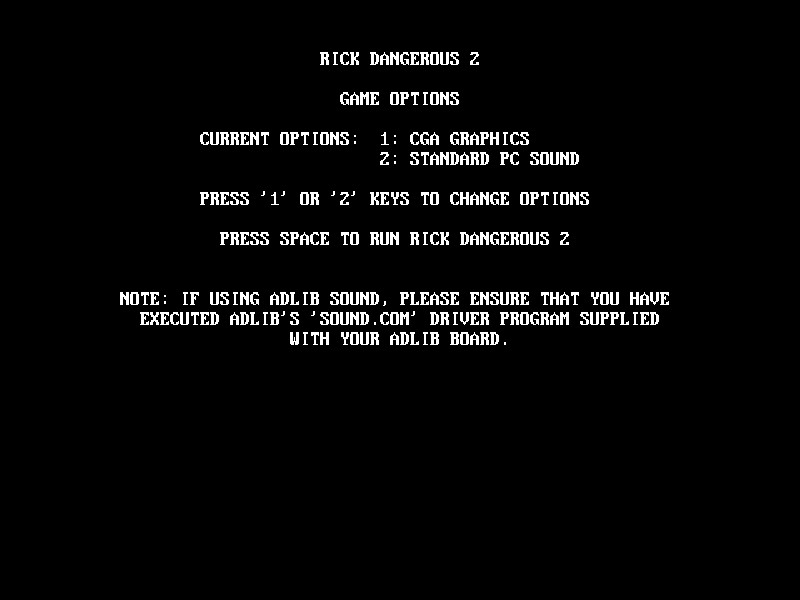 RICK DANGEROUS 2
GAME OPTIONS
CURRENT OPTIONS:  1: CGA GRAPHICS
2: STANDARD PC SOUND
PRESS '1' OR '2' KEYS TO CHANGE OPTIONS
PRESS SPACE TO RUN RICK DANGEROUS 2
NOTE: IF USING ADLIB SOUND, PLEASE ENSURE THAT YOU HAVE
EXECUTED ADLIB'S 'SOUND.COM' DRIVER PROGRAM SUPPLIED
WITH YOUR ADLIB BOARD.